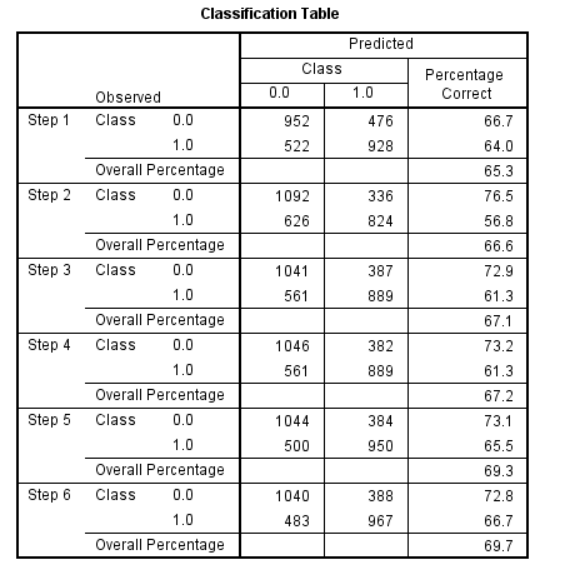 Classification Table
Predicted
Class
Percentage Correct
Observed 0.0 1.0
Step 1 Class 0.0 952 476 66.7
1.0 522 928 64.0
Overall Percentage 65.3
Step 2 Class 0.0 1092 336 76.5
1.0 626 824 56.8
Overall Percentage 66.6
Step 3 Class 0.0 1041 387 72.9
1.0 561 889 61.3
Overall Percentage 67.1
Step 4 Class 0.0 1046 382 73.2
1.0 561 889 61.3
Overall Percentage 67.2
Step 5 Class 0.0 1044 384 73.1
1.0 500 950 65.5
Overall Percentage 69.3
Step 6 Class 0.0 1040 388 72.8
1.0 483 967 66.7
Overall Percentage 69.7